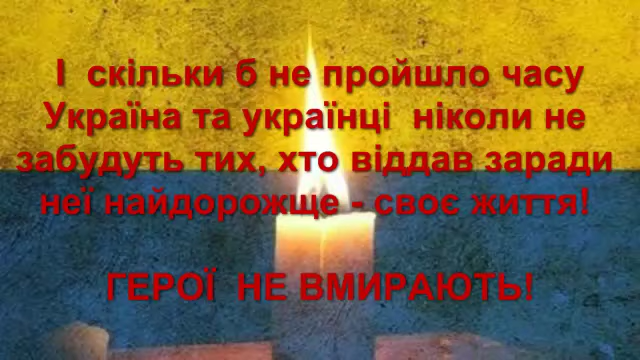 І скільки б не пройшло часу
Україна та українці ніколи не
забудуть тих, хто віддав заради
неї найдорожще - своє життя!
ГЕРОЇ НЕ ВМИРАЮТЬ!